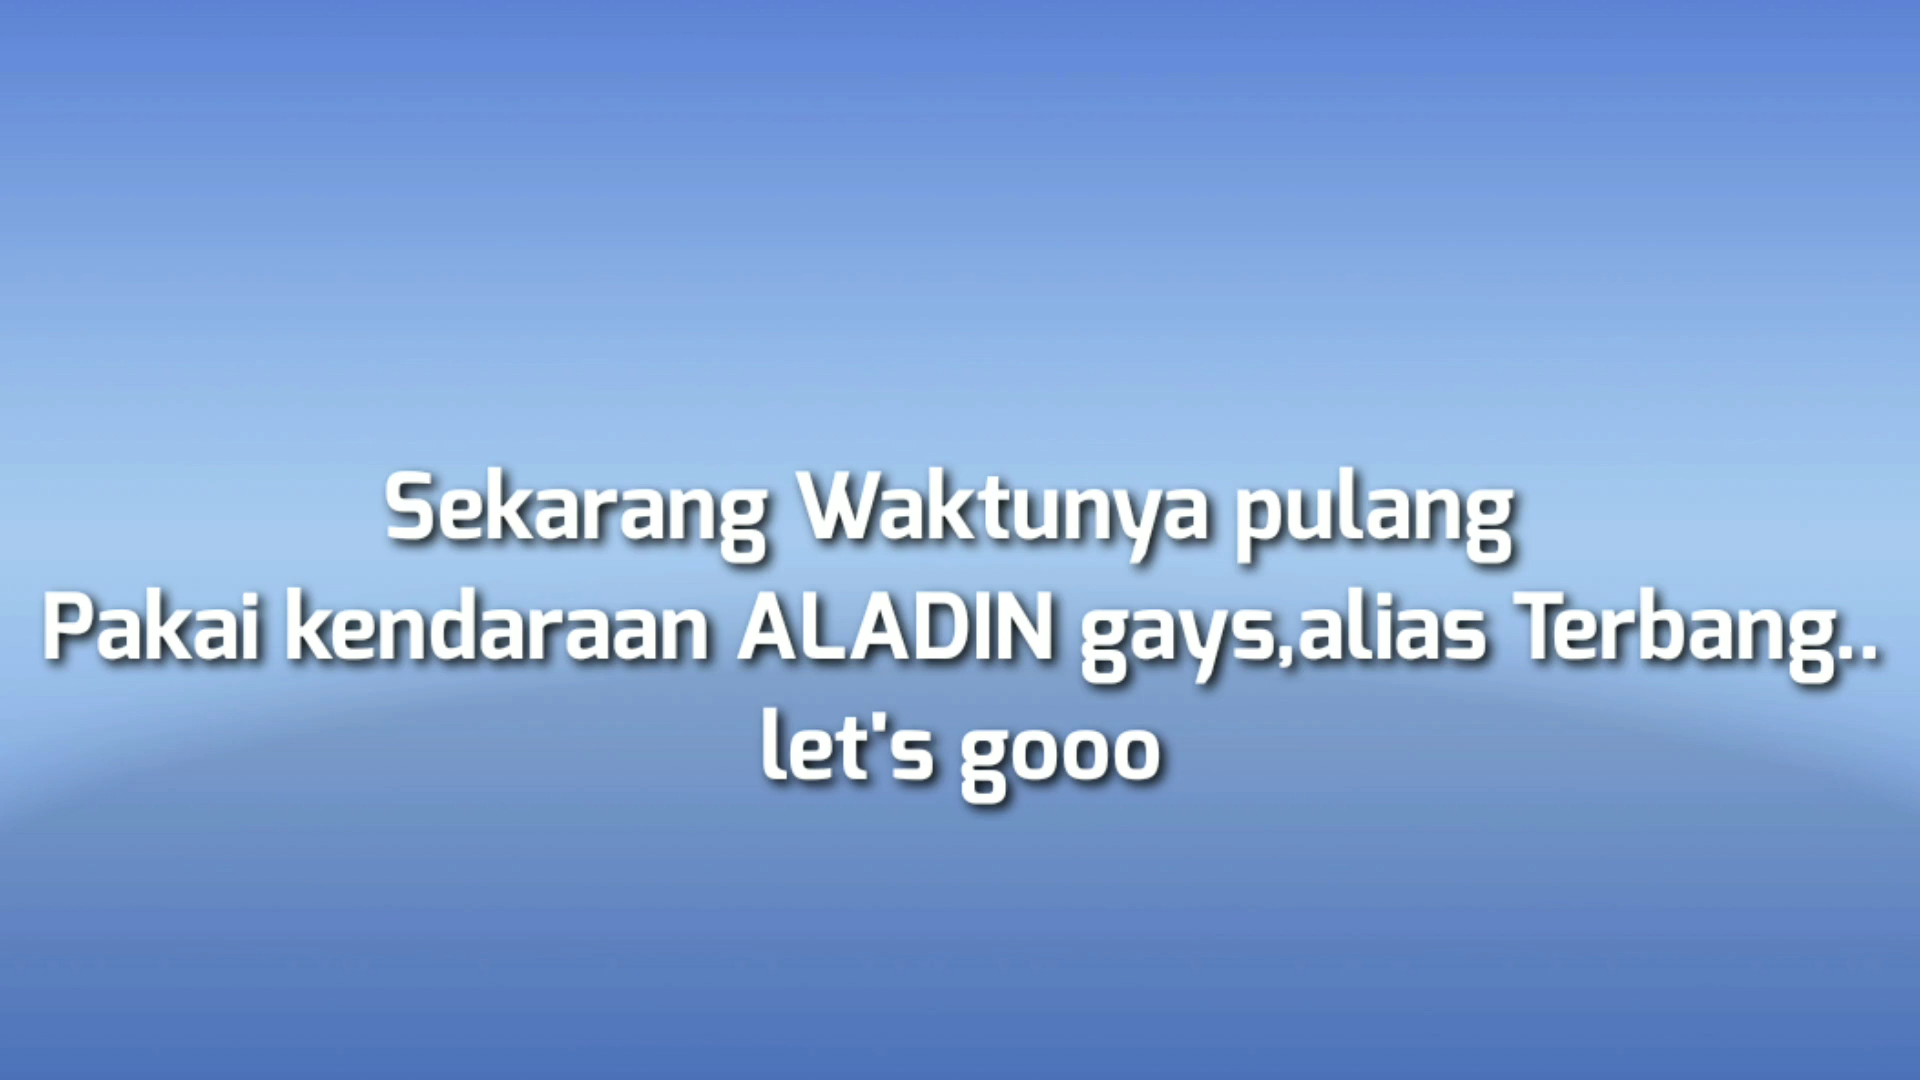 Sekarang Waktunya pulang
Pakai kendaraan ALADIN gays,alias Terbang..
let's gooo